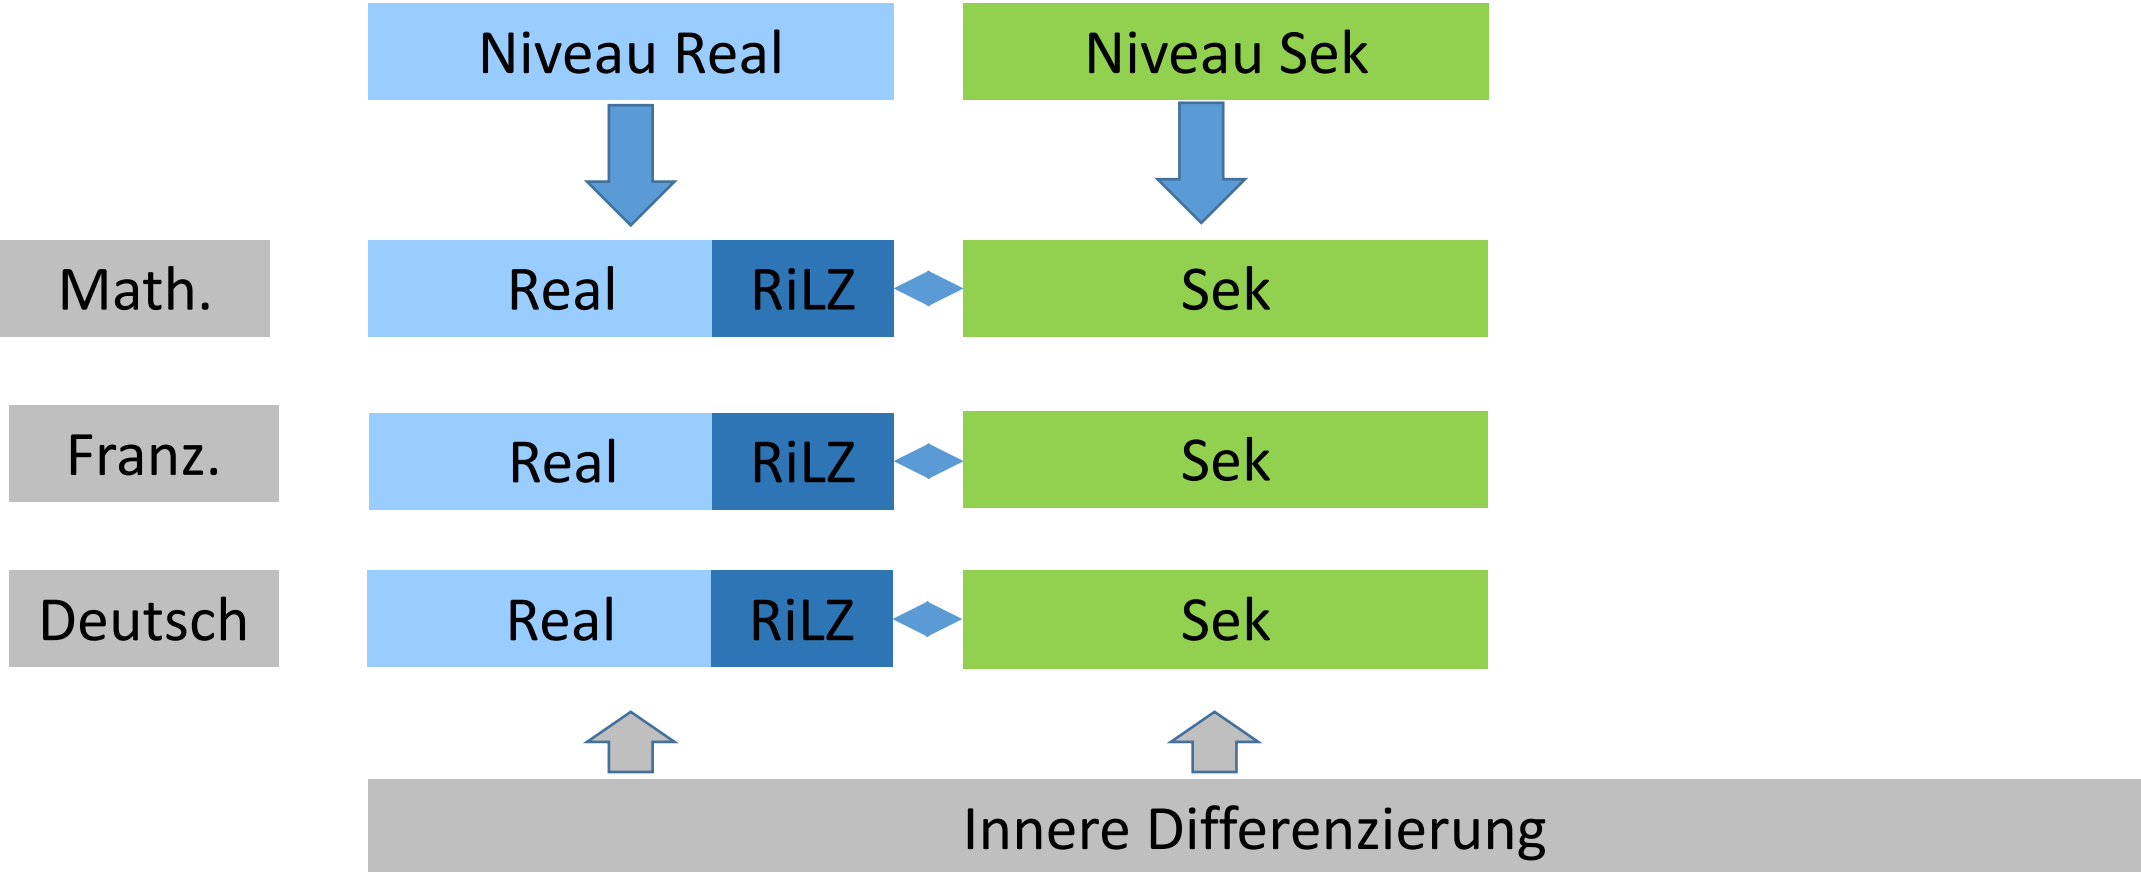 Niveau Real
Niveau Sek
Math.
Real
RiLZ
Sek
Franz.
Real
RiLZ
Sek
Deutsch
Real
RiLZ
Sek
Innere Differenzierung